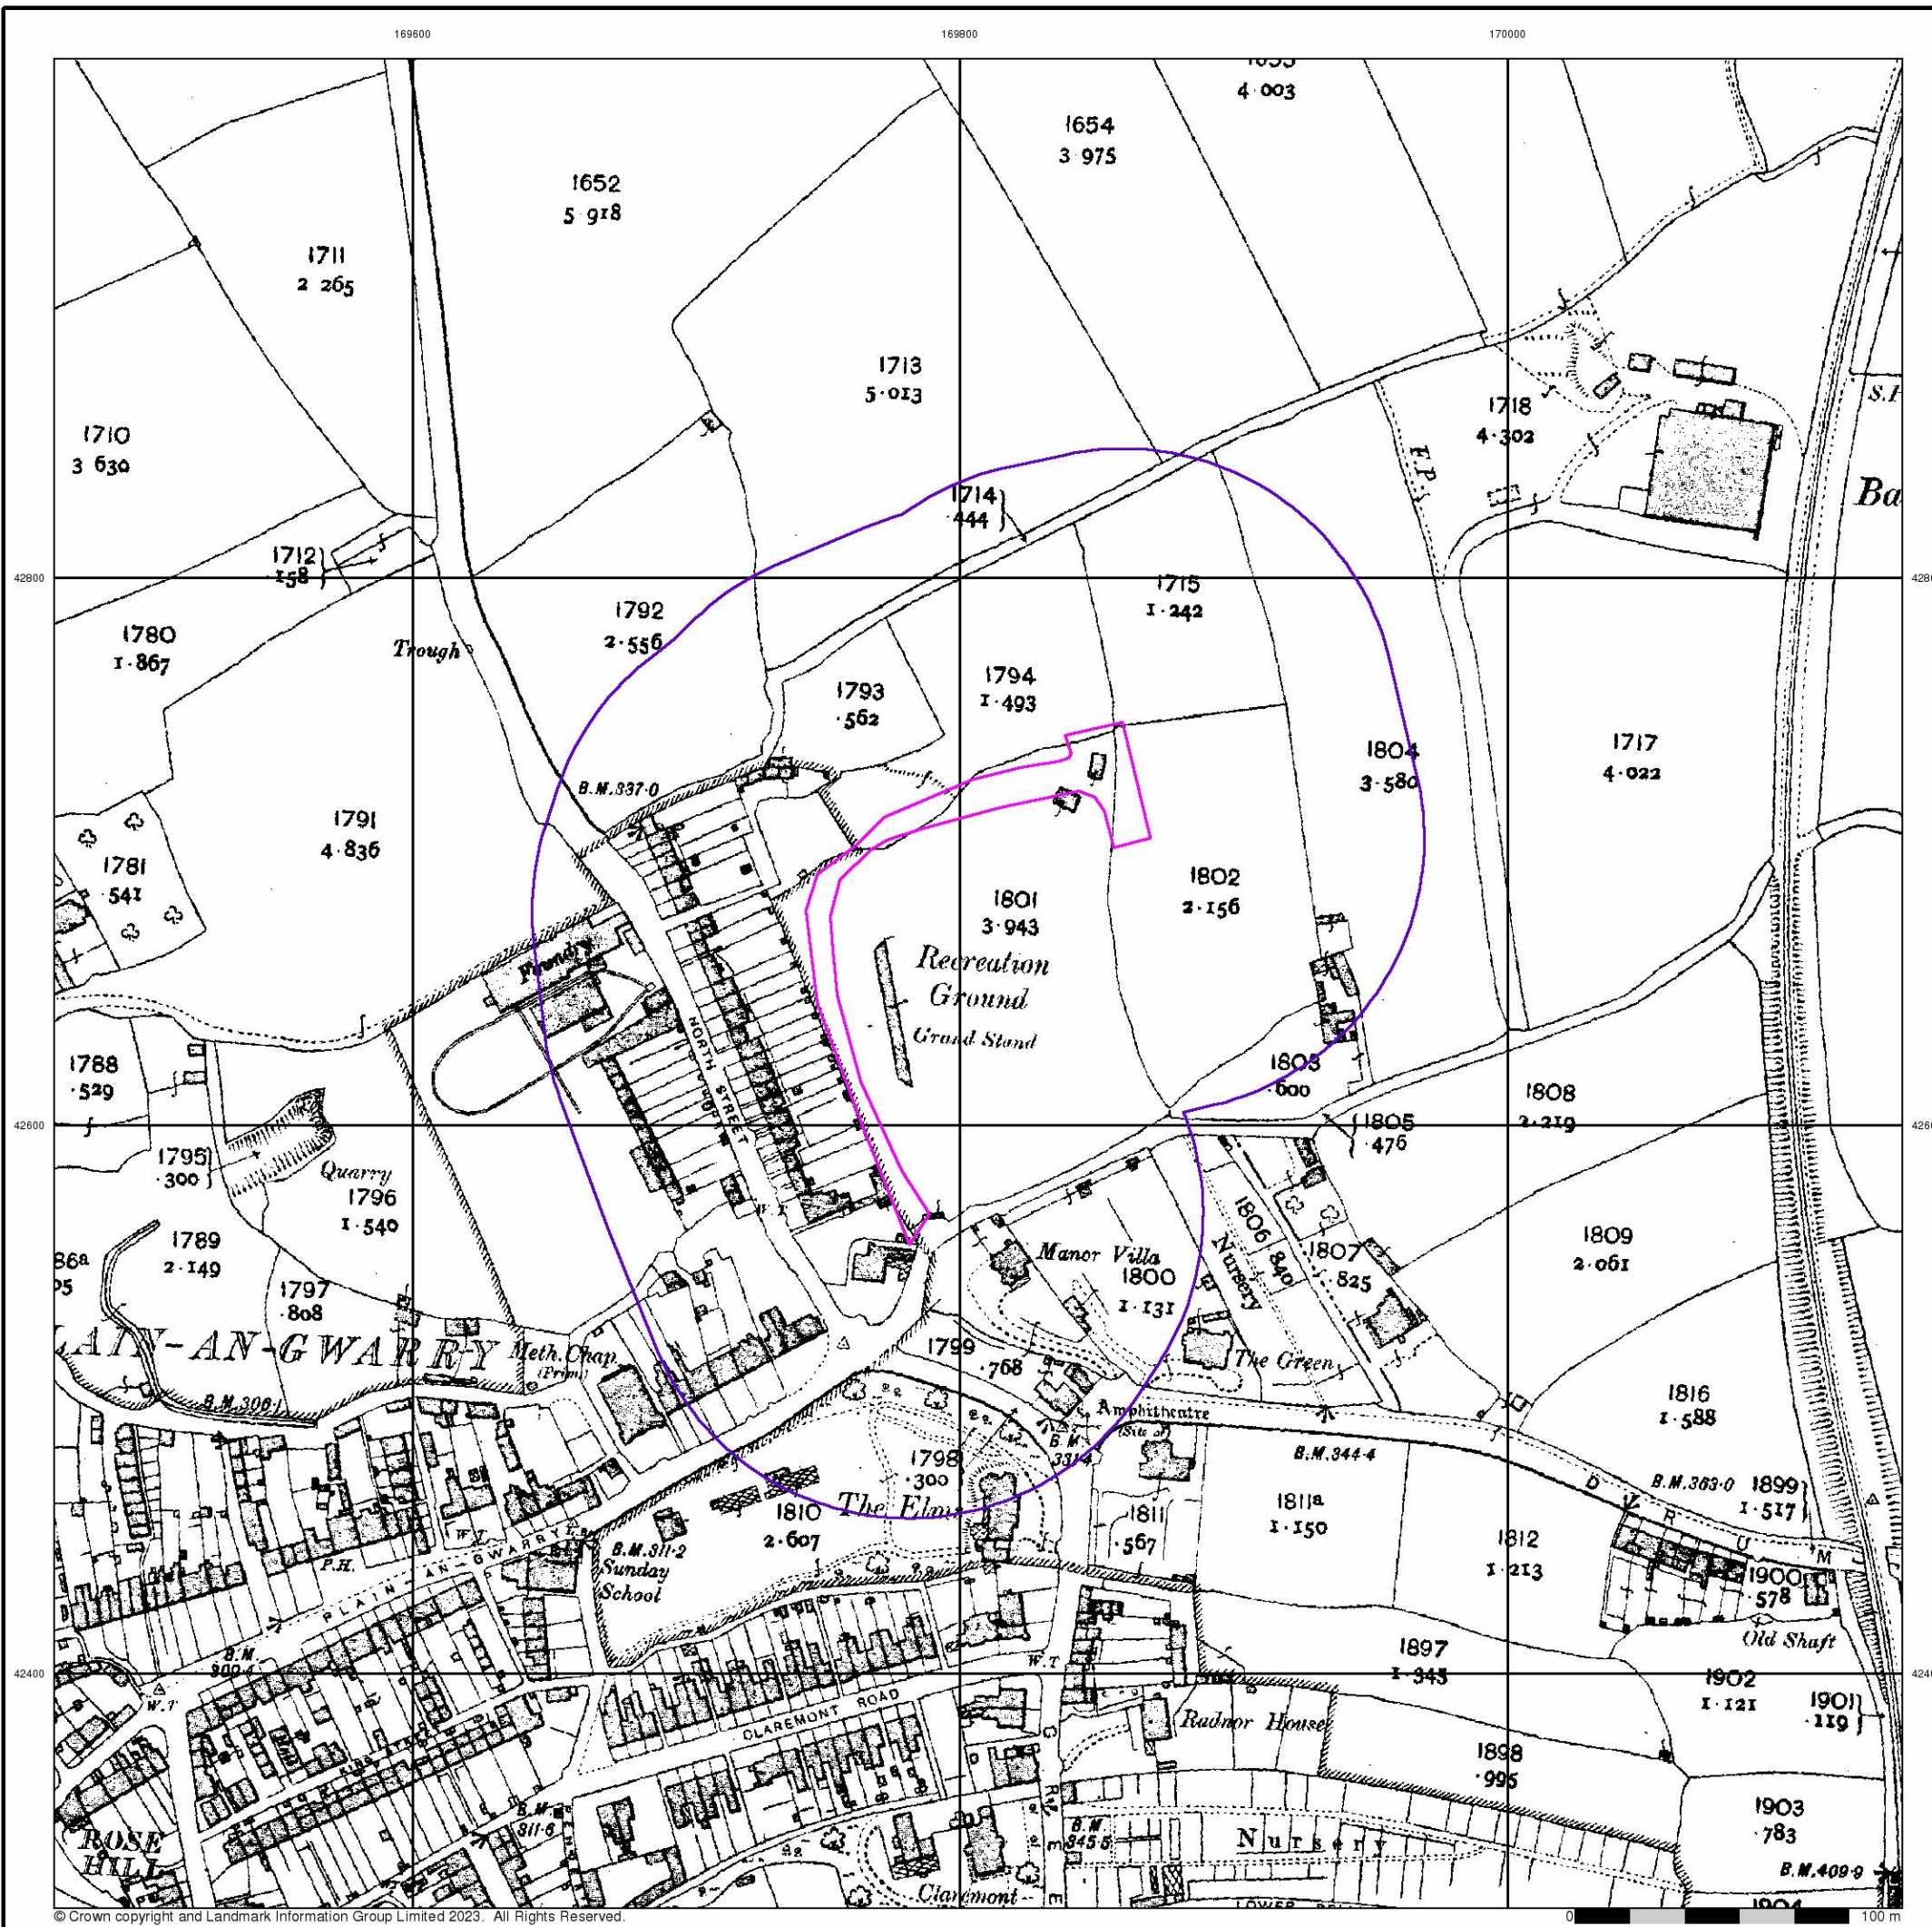 169600
169800
170000
4·003
1654
3 975
1652
5 918
1711
2 265
1713
5·013
1710
3 630
1718
4·302
F.P.
Ba
1714
·444
1712
·158
42800
1792
2·556
1715
1·242
1780
1·867
Trough
1794
1·493
1793
·562
1804
3·580
1717
4·022
B.M.337·0
1791
4·836
1781
·541
1802
2·156
1801
3·943
Foundry
Recreation
Ground
Grand Stand
NORTH STREET
1788
·529
1803
·600
1808
2·219
42600
1805
·476
1795
·300
Quarry
1796
1·540
W.T.
1789
2·149
86a
Manor Villa
1800
1·131
Nursery
1806 840
1807
·825
1809
2·061
1797
·808
LAIN-AN-GWARRY
Meth. Chap.
(Prim.)
1799
·768
The Green
B.M.306·1
Amphitheatre
(Site of)
1816
1·588
B.M.
331·4
B.M.344·4
1798
·300
The Elms
1810
2·607
1811
·567
1811a
1·150
B.M.363·0
1899
1·517
1812
1·213
DRUM
W.T.
P.H.
PLAIN-AN-GWARRY
B.M.311·2
Sunday
School
1900
·578
Old Shaft
B.M.
300·4
W.T.
42400
W.T.
1897
1·345
1902
1·121
1901
·119
CLAREMONT ROAD
Radnor House
1898
·995
B.M.
311·6
ROSE
HILL
B.M.
345·5
Nursery
1903
·783
B.M.409·9
Claremont
LOWER
1904
© Crown copyright and Landmark Information Group Limited 2023. All Rights Reserved.
0
100 m